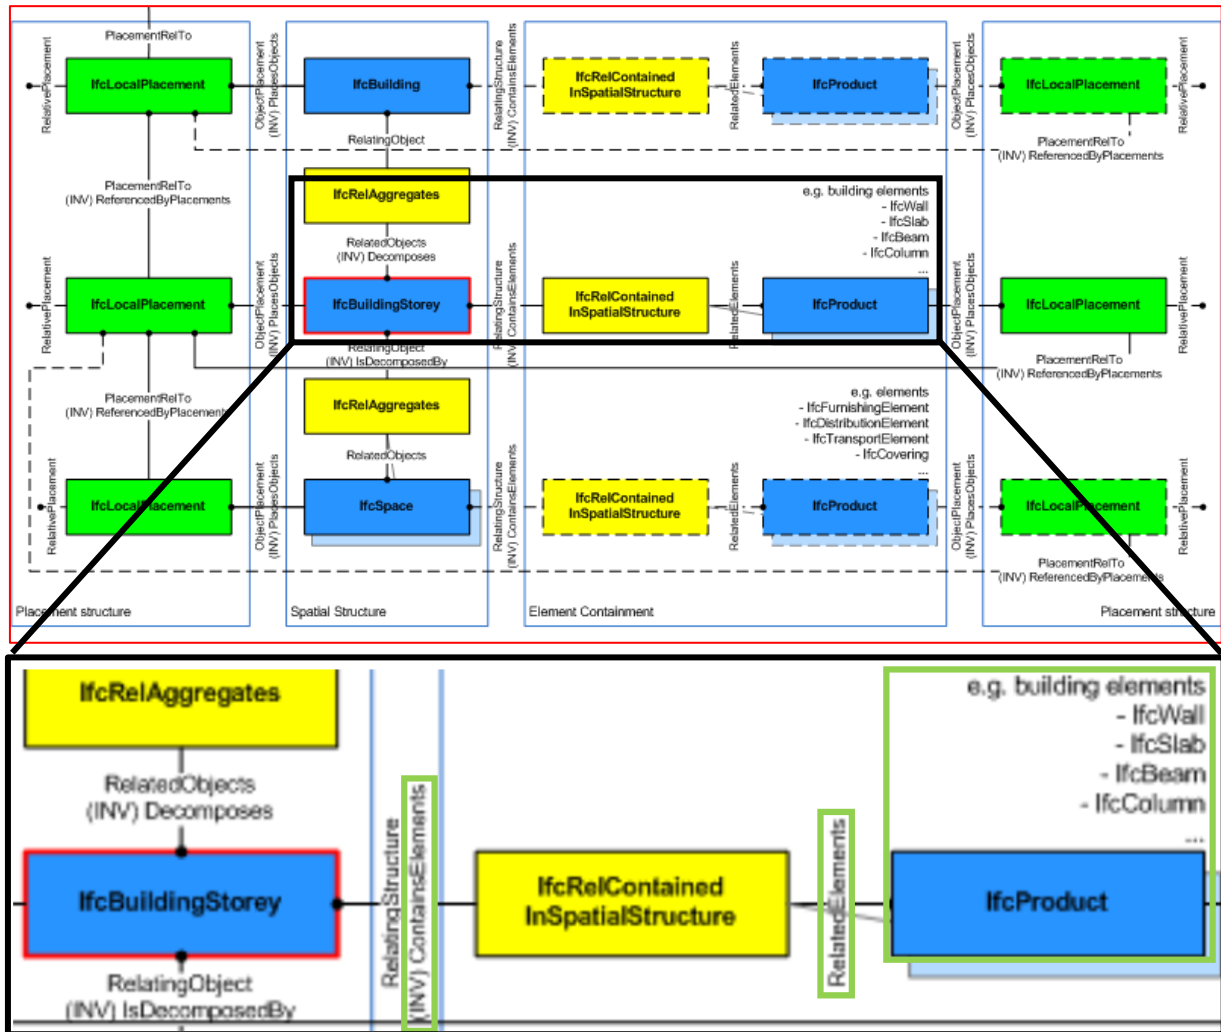 PlacementRelTo
RelativePlacement
IfcLocalPlacement
ObjectPlacement
(INV) PlacesObjects
IfcBuilding
RelatingStructure
(INV) ContainsElements
IfcRelContained
InSpatialStructure
RelatedElements
IfcProduct
ObjectPlacement
(INV) PlacesObjects
IfcLocalPlacement
RelativePlacement
RelatingObject
PlacementRelTo
(INV) ReferencedByPlacements
PlacementRelTo
(INV) ReferencedByPlacements
IfcRelAggregates
e.g. building elements
- IfcWall
- IfcSlab
- IfcBeam
- IfcColumn
...
RelatedObjects
(INV) Decomposes
RelativePlacement
IfcLocalPlacement
ObjectPlacement
(INV) PlacesObjects
IfcBuildingStorey
RelatingStructure
(INV) ContainsElements
IfcRelContained
InSpatialStructure
RelatedElements
IfcProduct
ObjectPlacement
(INV) PlacesObjects
IfcLocalPlacement
RelativePlacement
RelatingObject
(INV) IsDecomposedBy
PlacementRelTo
(INV) ReferencedByPlacements
PlacementRelTo
(INV) ReferencedByPlacements
IfcRelAggregates
e.g. elements
- IfcFurnishingElement
- IfcDistributionElement
- IfcTransportElement
- IfcCovering
...
RelatedObjects
RelativePlacement
IfcLocalPlacement
ObjectPlacement
(INV) PlacesObjects
IfcSpace
RelatingStructure
(INV) ContainsElements
IfcRelContained
InSpatialStructure
RelatedElements
IfcProduct
ObjectPlacement
(INV) PlacesObjects
IfcLocalPlacement
RelativePlacement
PlacementRelTo
(INV) ReferencedByPlacements
Placement structure
Spatial Structure
Element Containment
Placement structure
IfcRelAggregates
e.g. building elements
- IfcWall
- IfcSlab
- IfcBeam
- IfcColumn
...
RelatedObjects
(INV) Decomposes
IfcBuildingStorey
RelatingStructure
(INV) ContainsElements
IfcRelContained
InSpatialStructure
RelatedElements
IfcProduct
RelatingObject
(INV) IsDecomposedBy